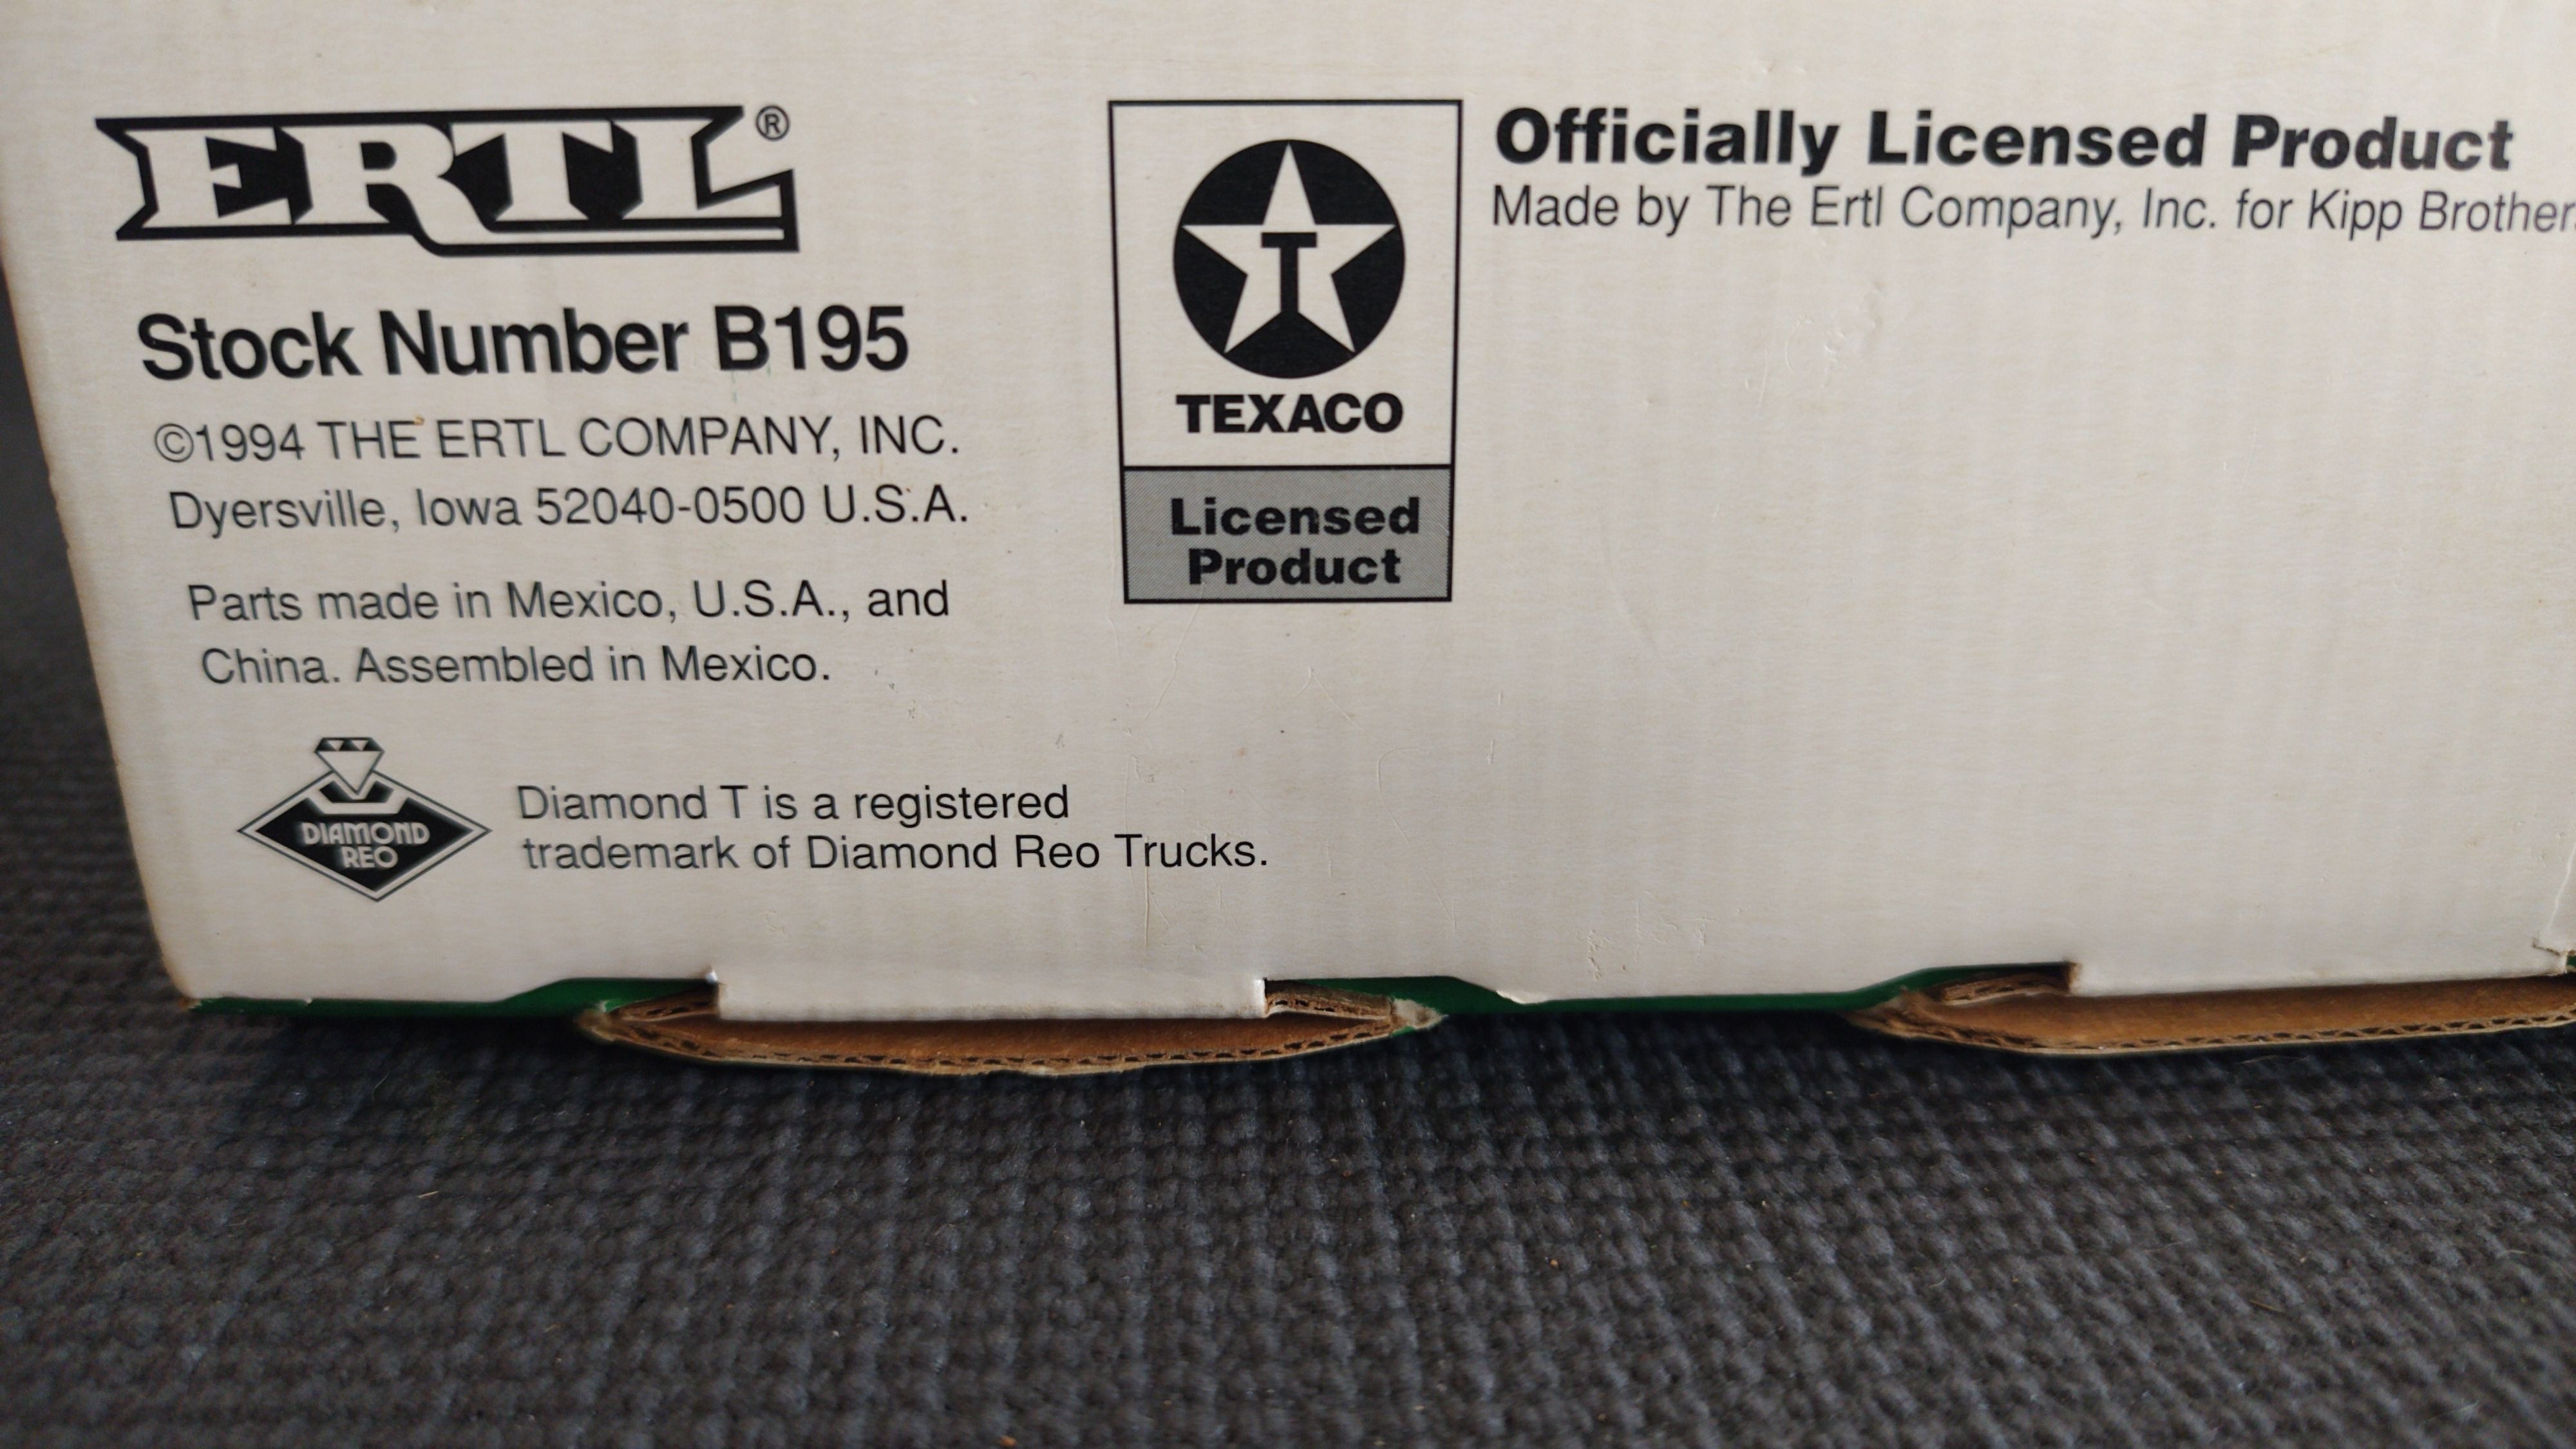 ERTL®
Stock Number B195
©1994 THE ERTL COMPANY, INC.
Dyersville, Iowa 52040-0500 U.S.A.
Parts made in Mexico, U.S.A., and
China. Assembled in Mexico.
DIAMOND
REO
Diamond T is a registered
trademark of Diamond Reo Trucks.
T
TEXACO
Licensed
Product
Officially Licensed Product
Made by The Ertl Company, Inc. for Kipp Brothers